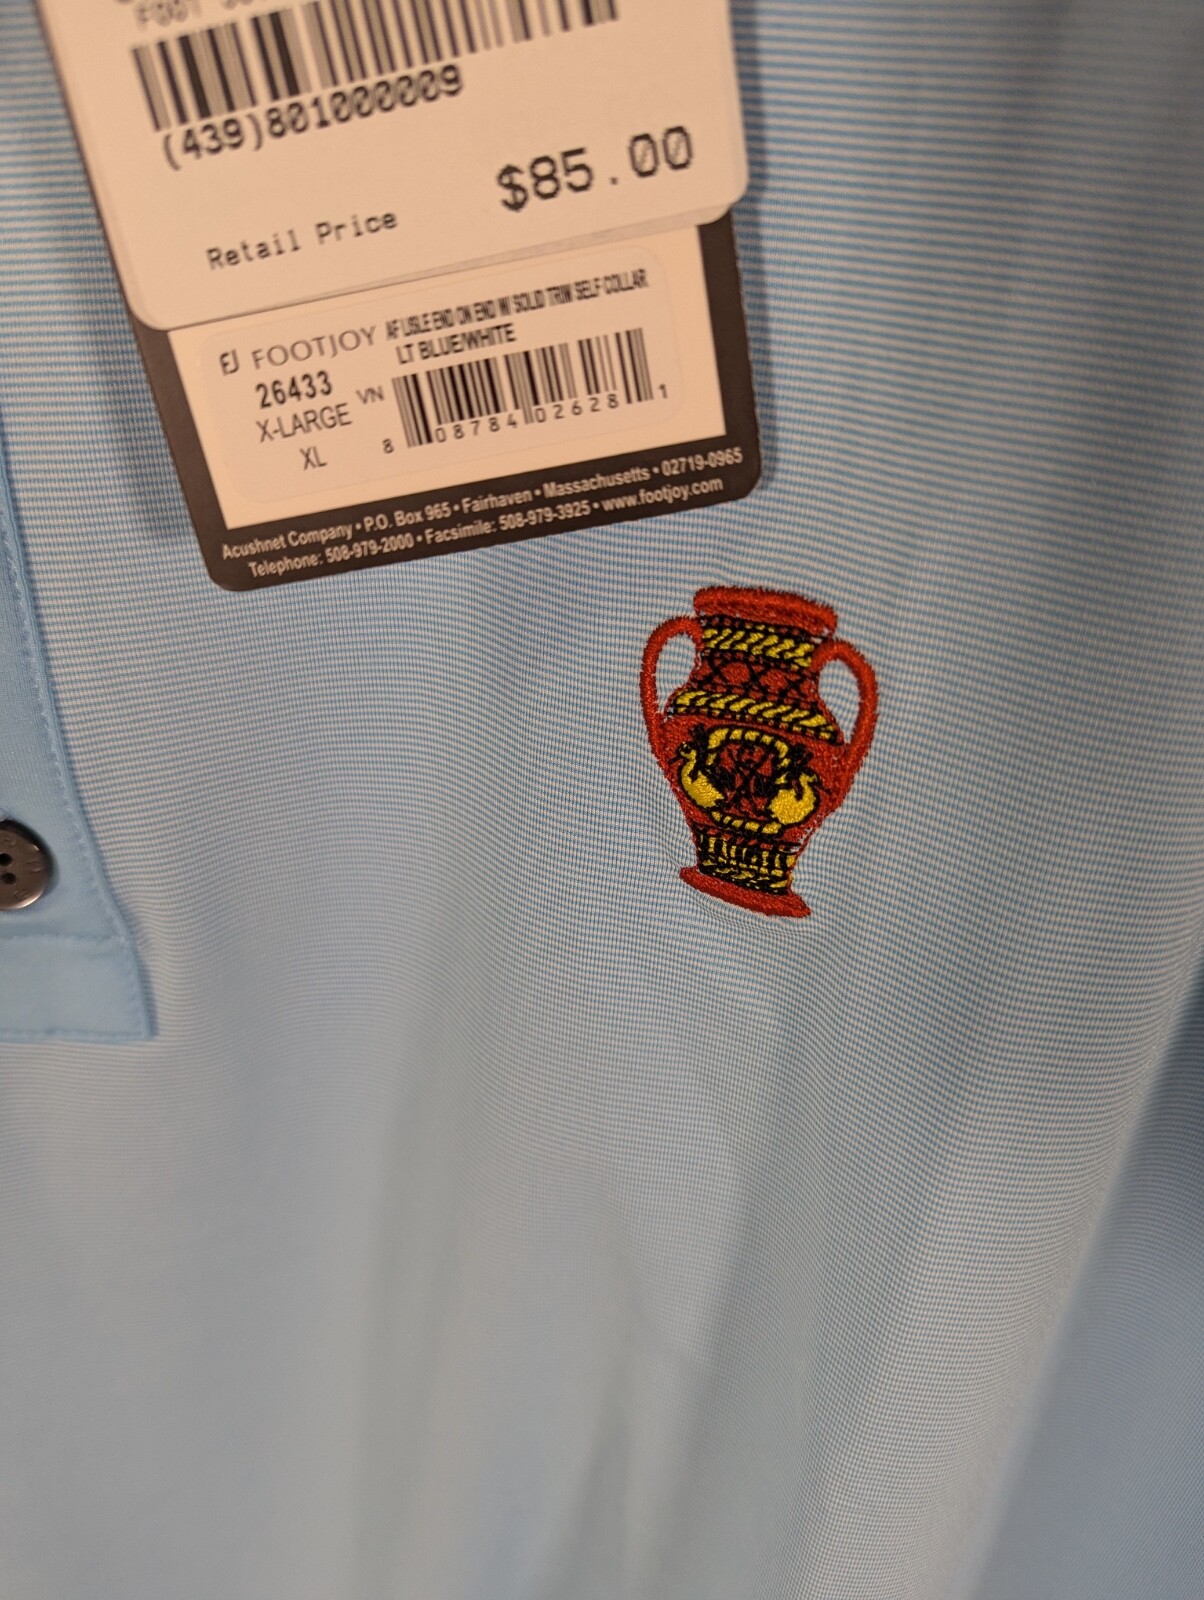 (439)801000009
$85.00
Retail Price
FJ FOOTJOY
AF LISLE END ON END W/ SOLID TRIM SELF COLLAR
LT BLUE/WHITE
26433
VN
X-LARGE
XL
8 08784 02628 1
Acushnet Company • P.O. Box 965 • Fairhaven • Massachusetts • 02719-0965
Telephone: 508-979-2000 • Facsimile: 508-979-3925 • www.footjoy.com